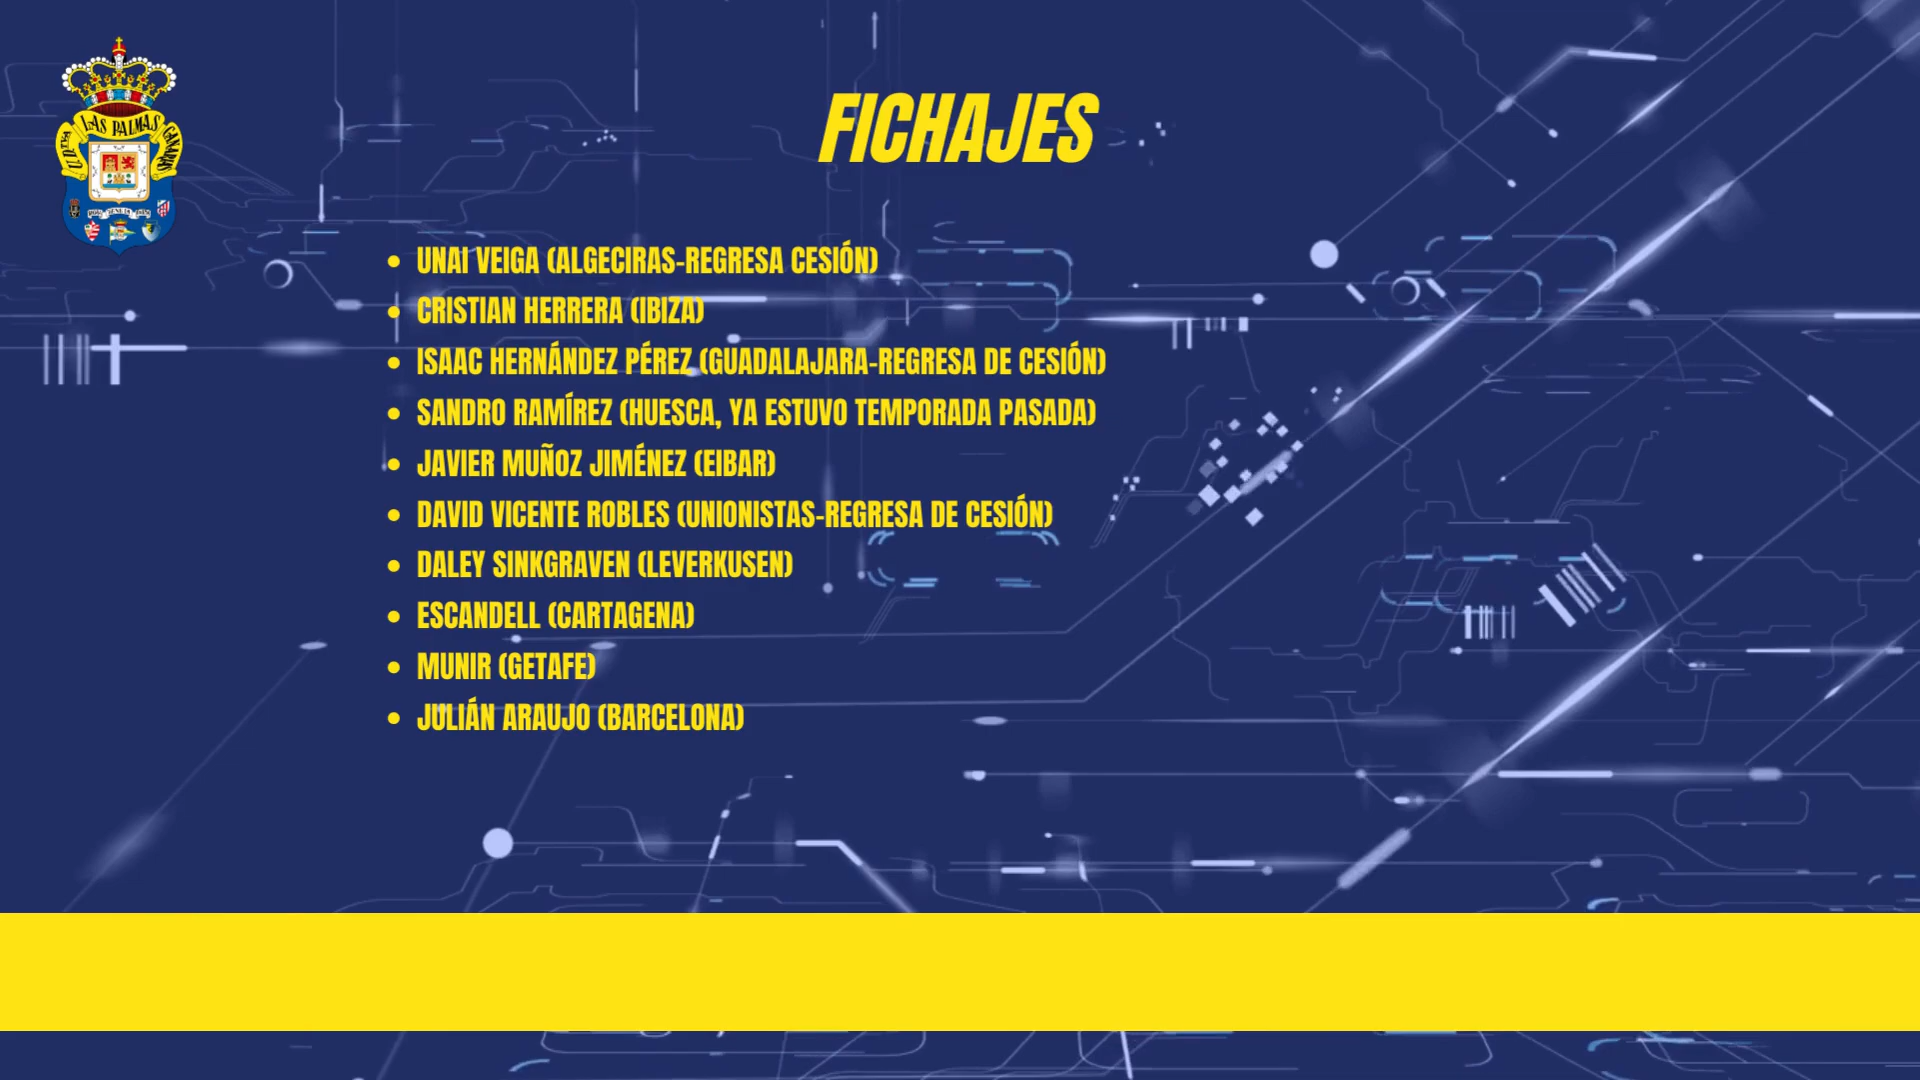 LAS PALMAS
FICHAJES
• UNAI VEIGA (ALGECIRAS-REGRESA CESIÓN)
• CRISTIAN HERRERA (IBIZA)
• ISAAC HERNÁNDEZ PÉREZ (GUADALAJARA-REGRESA DE CESIÓN)
• SANDRO RAMÍREZ (HUESCA, YA ESTUVO TEMPORADA PASADA)
• JAVIER MUÑOZ JIMÉNEZ (EIBAR)
• DAVID VICENTE ROBLES (UNIONISTAS-REGRESA DE CESIÓN)
• DALEY SINKGRAVEN (LEVERKUSEN)
• ESCANDELL (CARTAGENA)
• MUNIR (GETAFE)
• JULIÁN ARAUJO (BARCELONA)